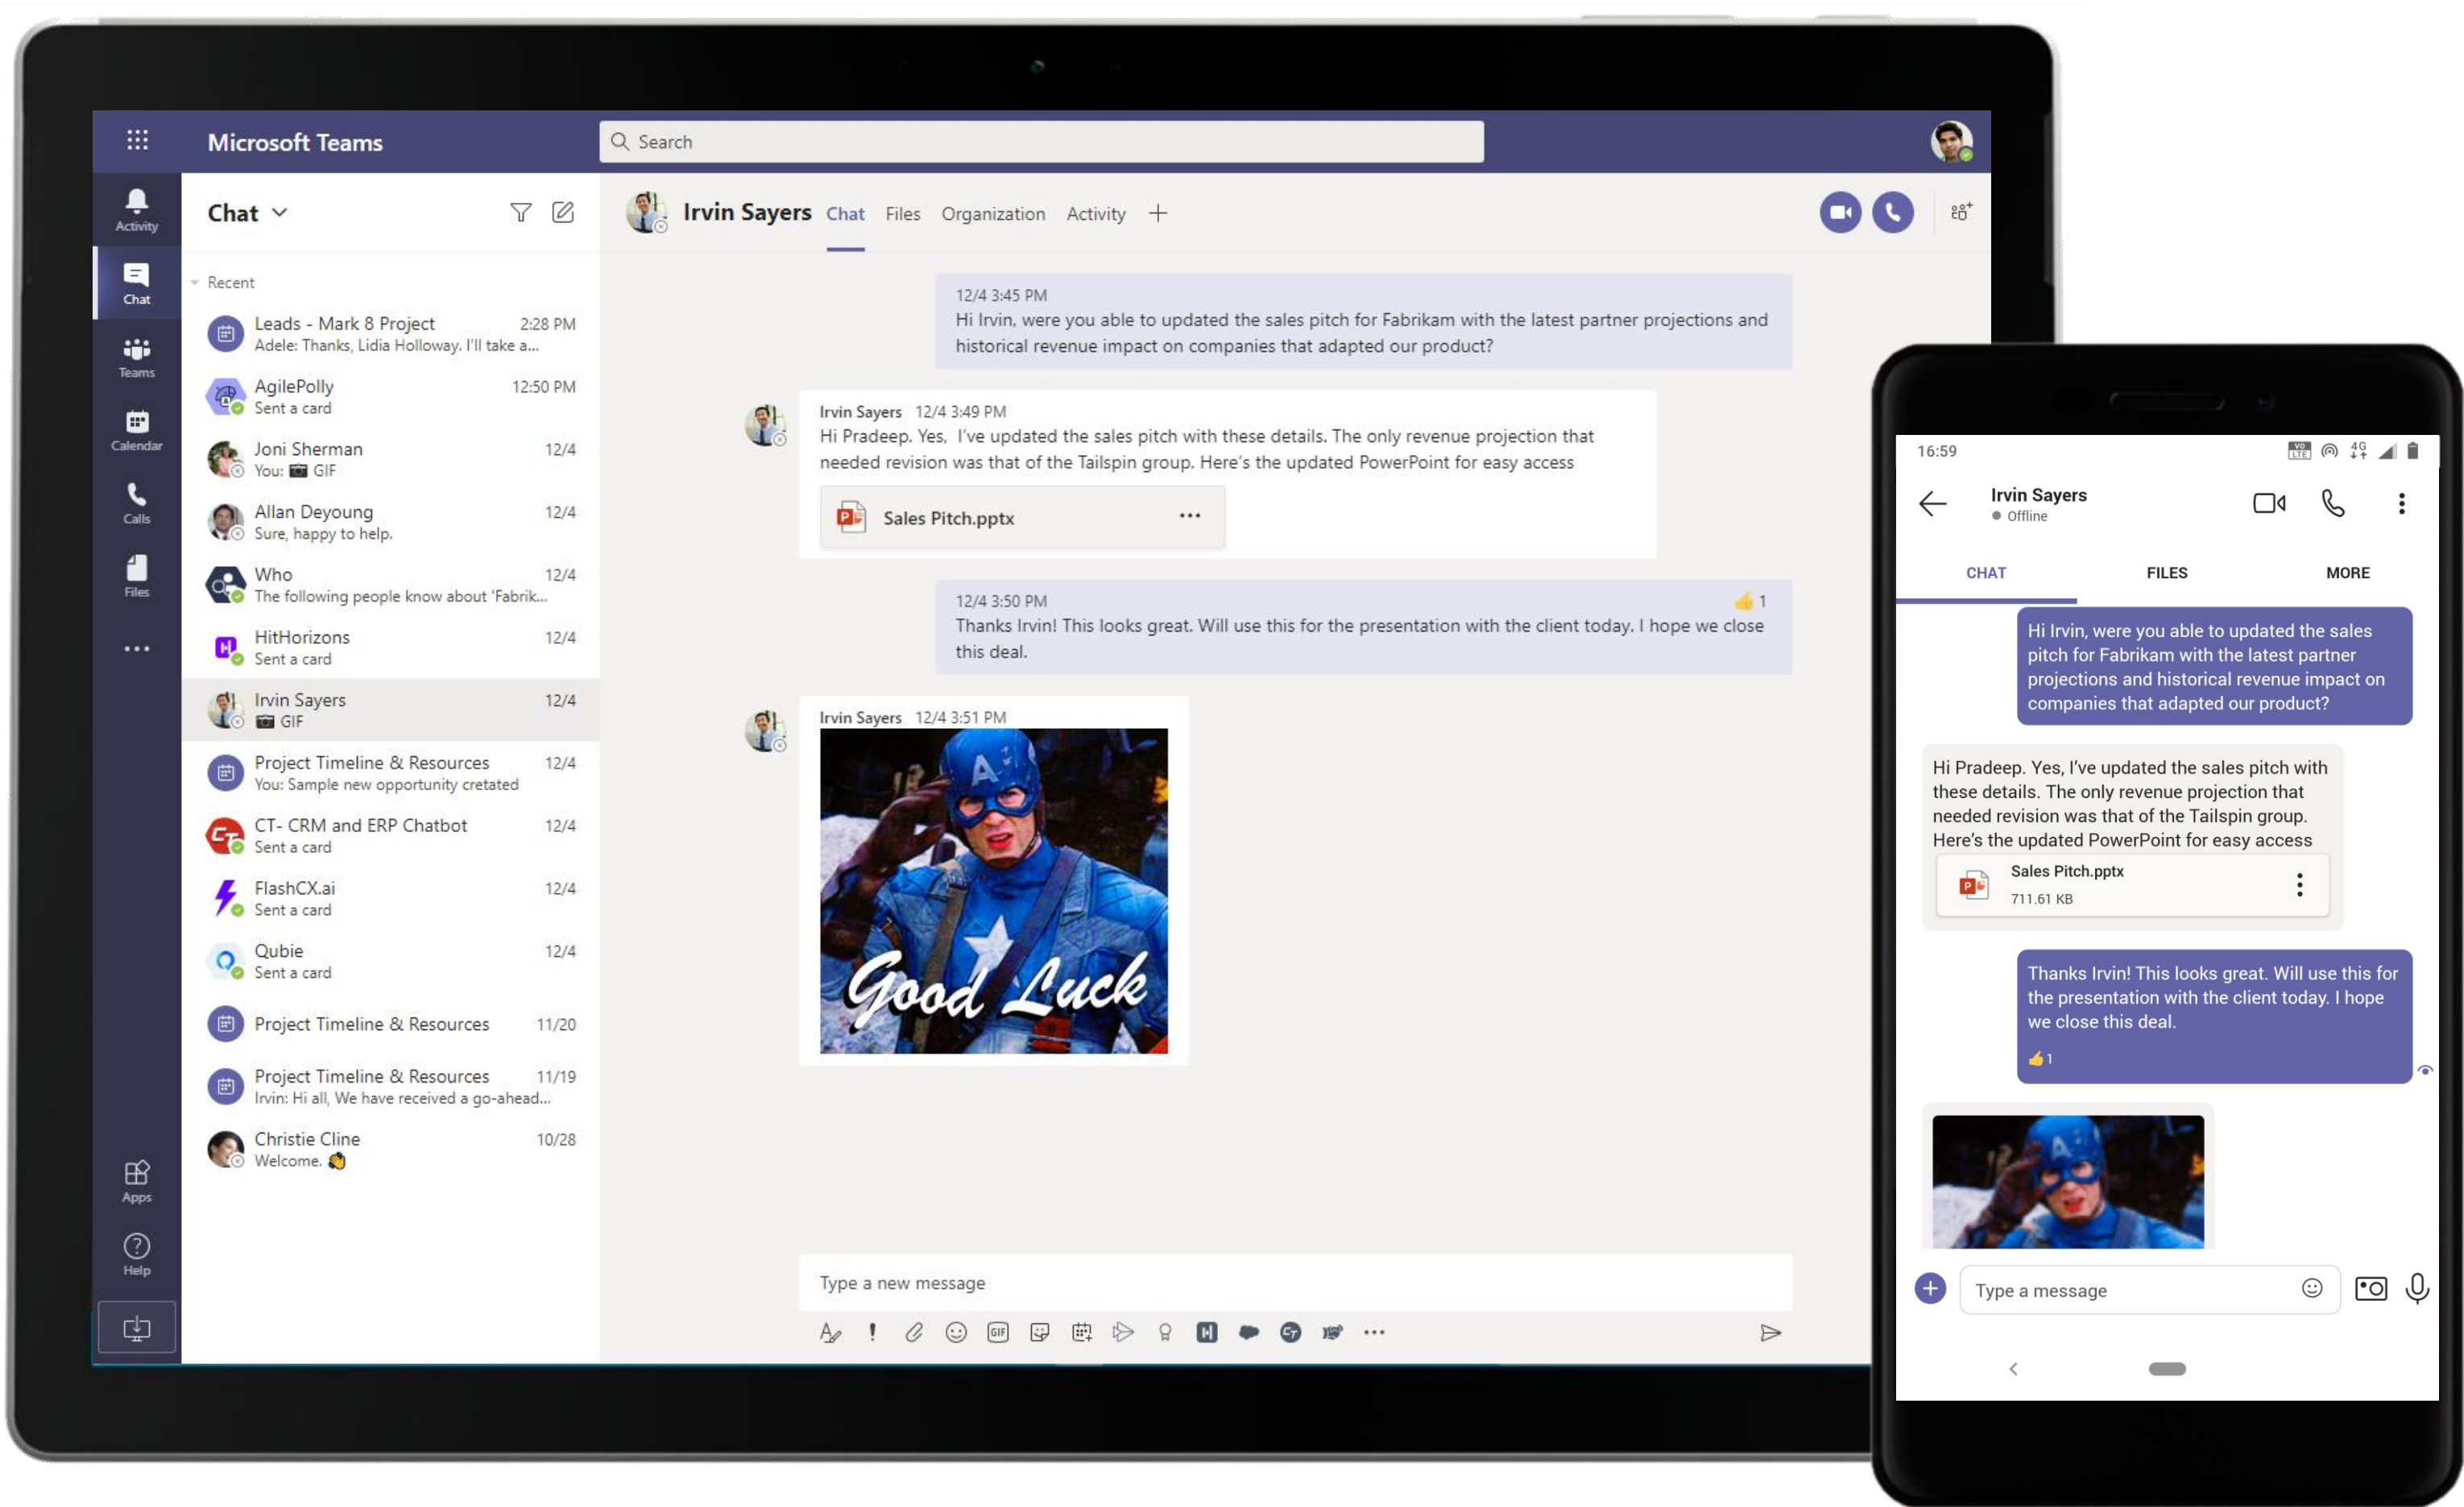 Microsoft Teams
Search
Activity
Chat
Teams
Calendar
Calls
Files
Apps
Help
Chat
Recent
Leads - Mark 8 Project 2:28 PM
Adele: Thanks, Lidia Holloway. I'll take a...
AgilePolly 12:50 PM
Sent a card
Joni Sherman 12/4
You: GIF
Allan Deyoung 12/4
Sure, happy to help.
Who 12/4
The following people know about 'Fabrik...
HitHorizons 12/4
Sent a card
Irvin Sayers 12/4
GIF
Project Timeline & Resources 12/4
You: Sample new opportunity cretated
CT- CRM and ERP Chatbot 12/4
Sent a card
FlashCX.ai 12/4
Sent a card
Qubie 12/4
Sent a card
Project Timeline & Resources 11/20
Project Timeline & Resources 11/19
Irvin: Hi all, We have received a go-ahead...
Christie Cline 10/28
Welcome. 👏
Irvin Sayers Chat Files Organization Activity
12/4 3:45 PM
Hi Irvin, were you able to updated the sales pitch for Fabrikam with the latest partner projections and
historical revenue impact on companies that adapted our product?
Irvin Sayers 12/4 3:49 PM
Hi Pradeep. Yes, I've updated the sales pitch with these details. The only revenue projection that
needed revision was that of the Tailspin group. Here's the updated PowerPoint for easy access
Sales Pitch.pptx
12/4 3:50 PM 👍 1
Thanks Irvin! This looks great. Will use this for the presentation with the client today. I hope we close
this deal.
Irvin Sayers 12/4 3:51 PM
A
Good Luck
Type a new message
GIF
16:59 VO LTE 4G
Irvin Sayers
Offline
CHAT FILES MORE
Hi Irvin, were you able to updated the sales
pitch for Fabrikam with the latest partner
projections and historical revenue impact on
companies that adapted our product?
Hi Pradeep. Yes, I've updated the sales pitch with
these details. The only revenue projection that
needed revision was that of the Tailspin group.
Here's the updated PowerPoint for easy access
Sales Pitch.pptx
711.61 KB
Thanks Irvin! This looks great. Will use this for
the presentation with the client today. I hope
we close this deal.
👍 1
A
Type a message